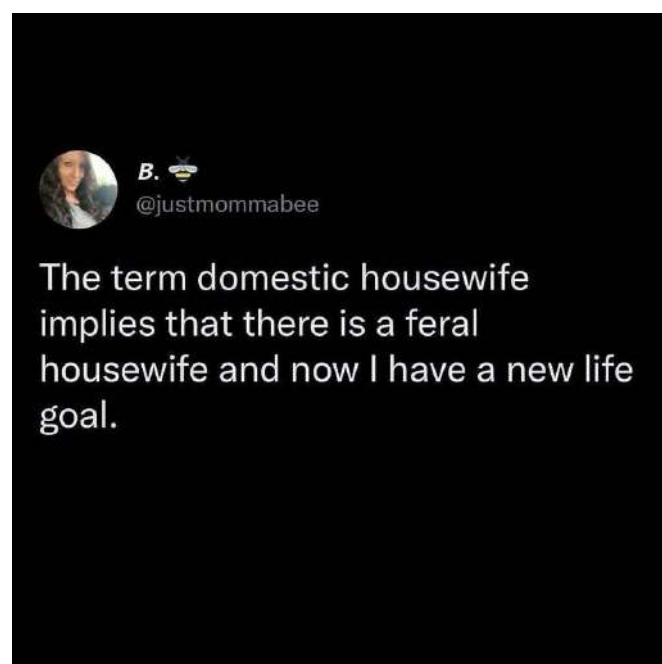 B. 🐝
@justmommabee
The term domestic housewife
implies that there is a feral
housewife and now I have a new life
goal.